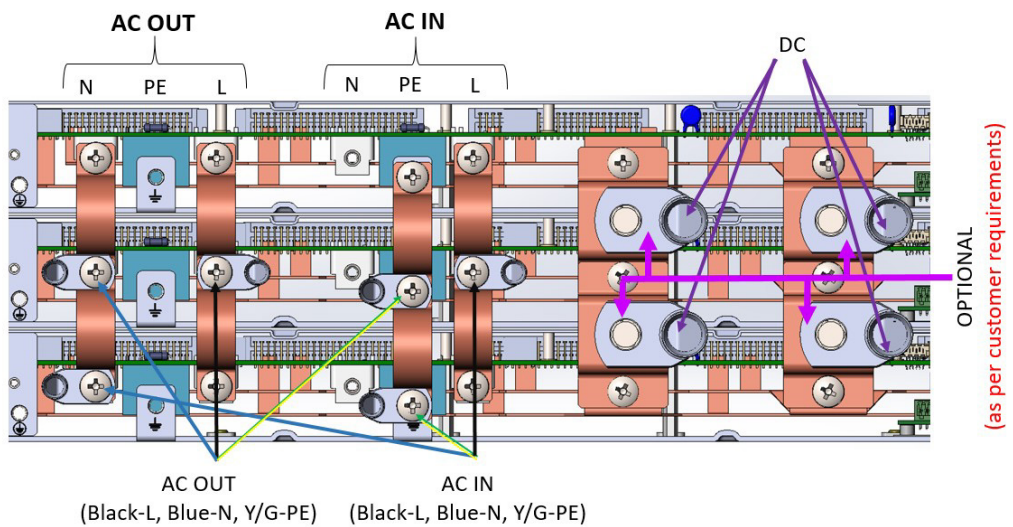 AC OUT
AC IN
N PE L
N PE L
DC
OPTIONAL
(as per customer requirements)
AC OUT
(Black-L, Blue-N, Y/G-PE)
AC IN
(Black-L, Blue-N, Y/G-PE)